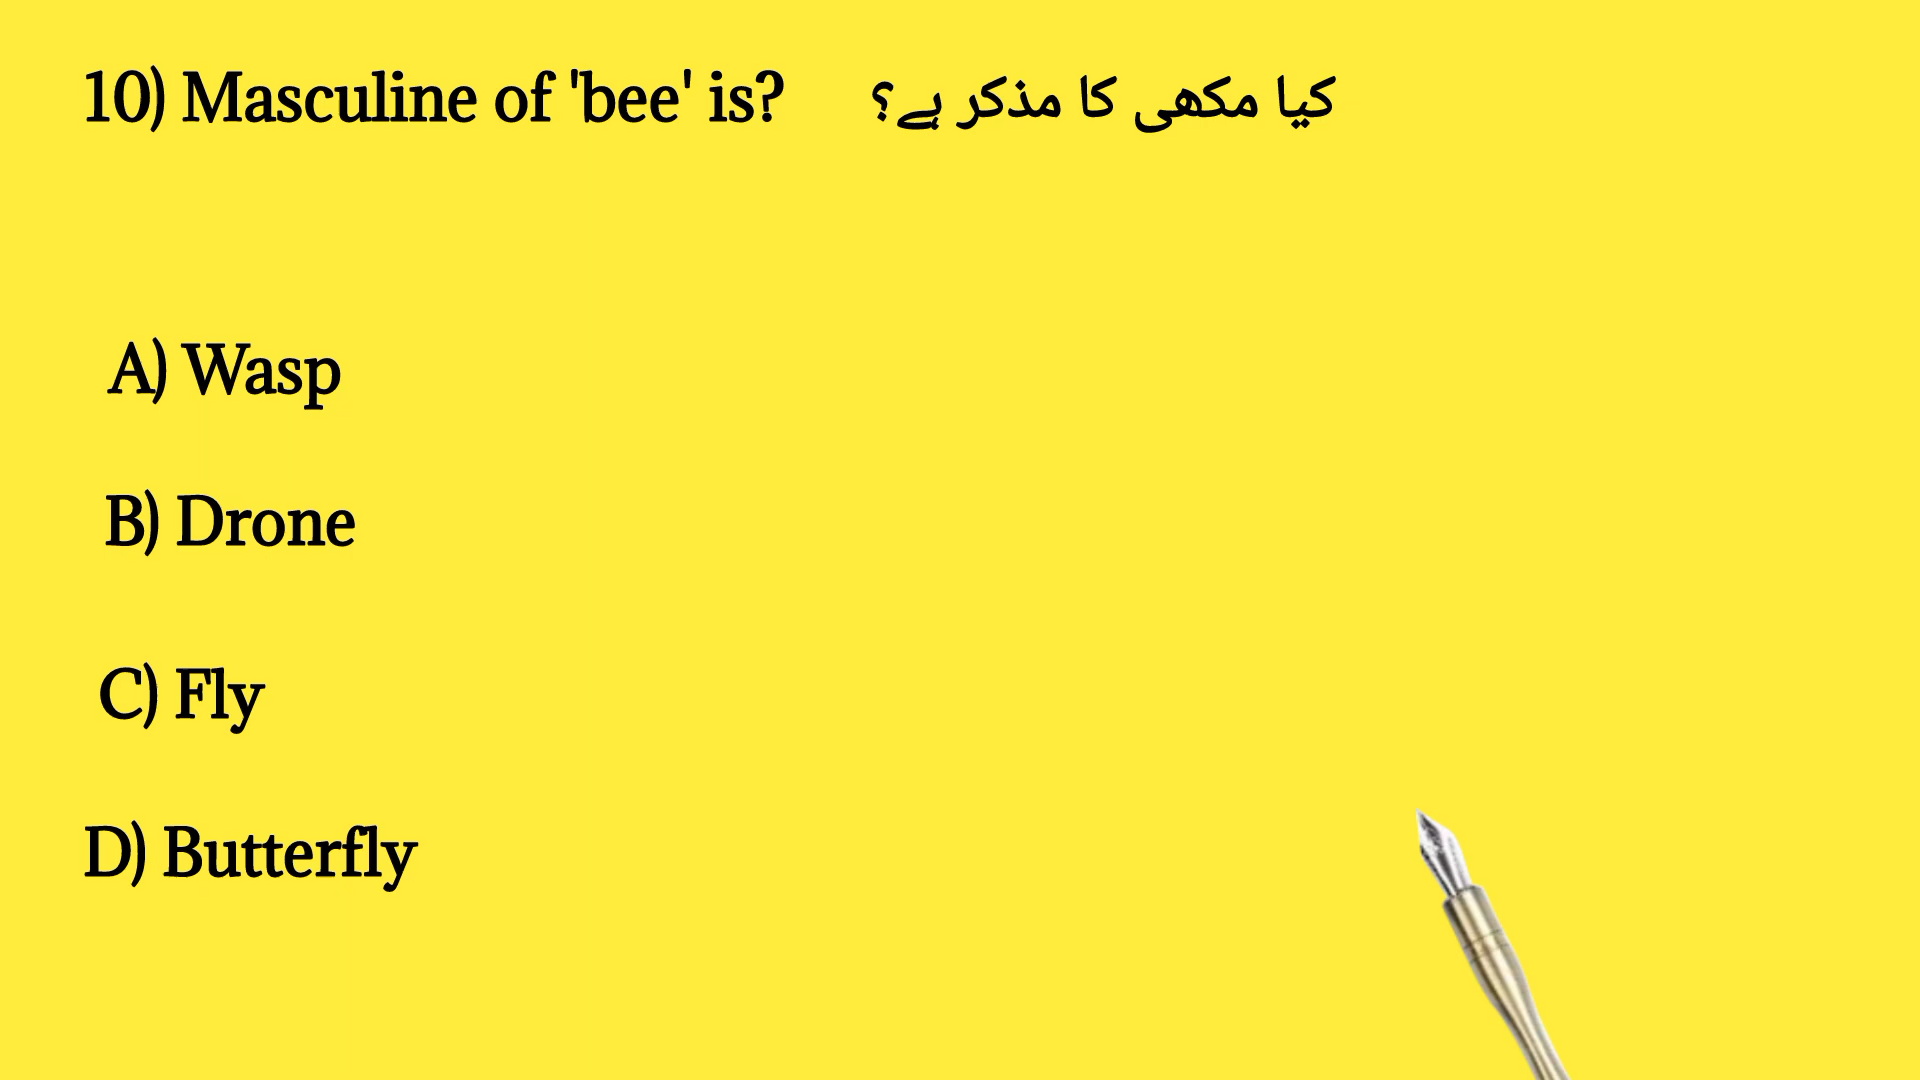 10) Masculine of 'bee' is? کیا مکھی کا مذکر ہے؟
A) Wasp
B) Drone
C) Fly
D) Butterfly